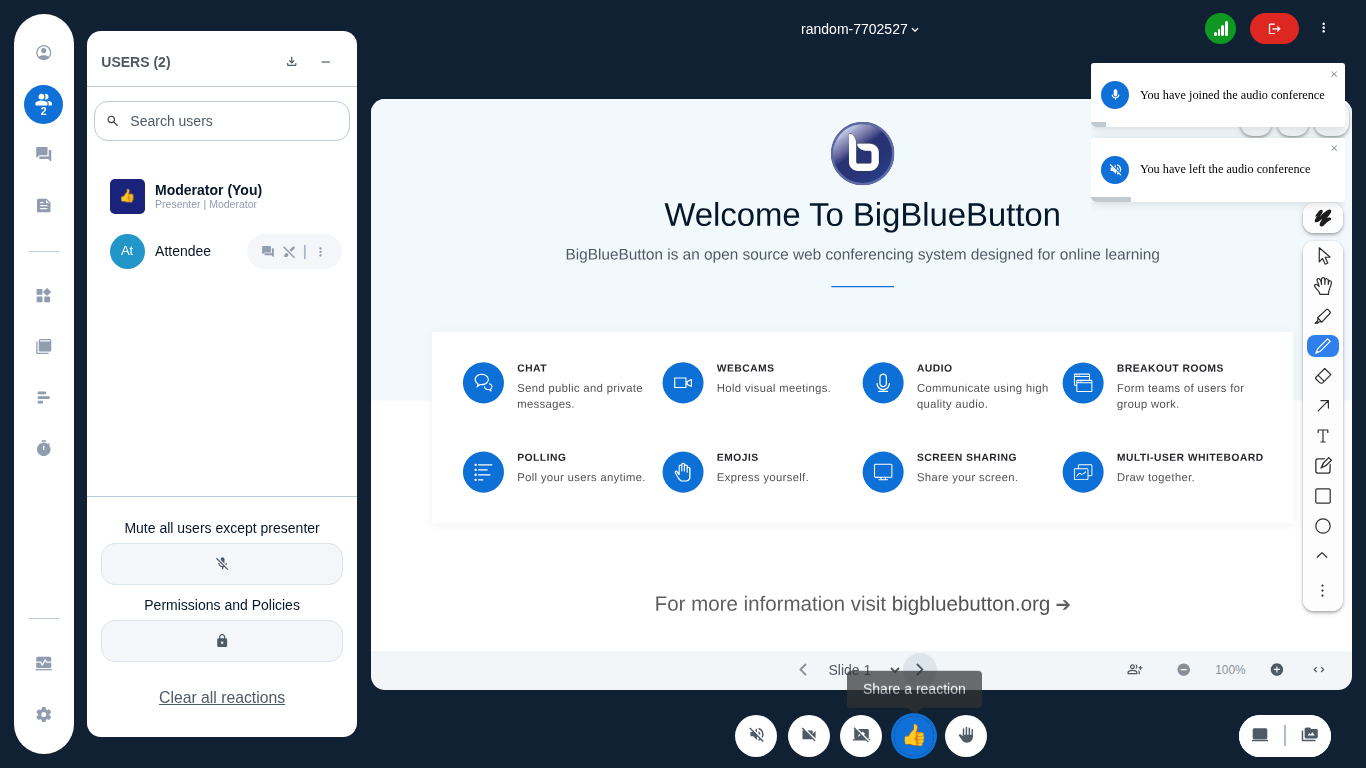 random-7702527
USERS (2)
2
Search users
Moderator (You)
Presenter | Moderator
At
Attendee
Mute all users except presenter
Permissions and Policies
Clear all reactions
You have joined the audio conference
You have left the audio conference
Welcome To BigBlueButton
BigBlueButton is an open source web conferencing system designed for online learning
CHAT
Send public and private
messages.
WEBCAMS
Hold visual meetings.
AUDIO
Communicate using high
quality audio.
BREAKOUT ROOMS
Form teams of users for
group work.
POLLING
Poll your users anytime.
EMOJIS
Express yourself.
SCREEN SHARING
Share your screen.
MULTI-USER WHITEBOARD
Draw together.
For more information visit bigbluebutton.org ➔
Slide 1
100%
Share a reaction